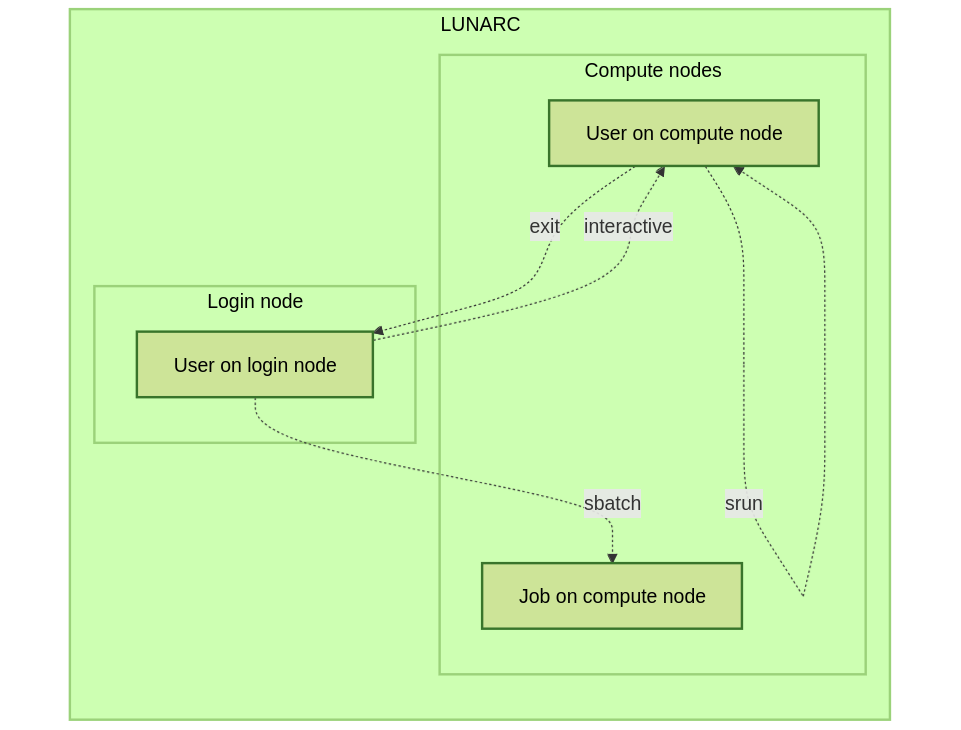 LUNARC
Compute nodes
User on compute node
exit
interactive
Login node
User on login node
sbatch
srun
Job on compute node